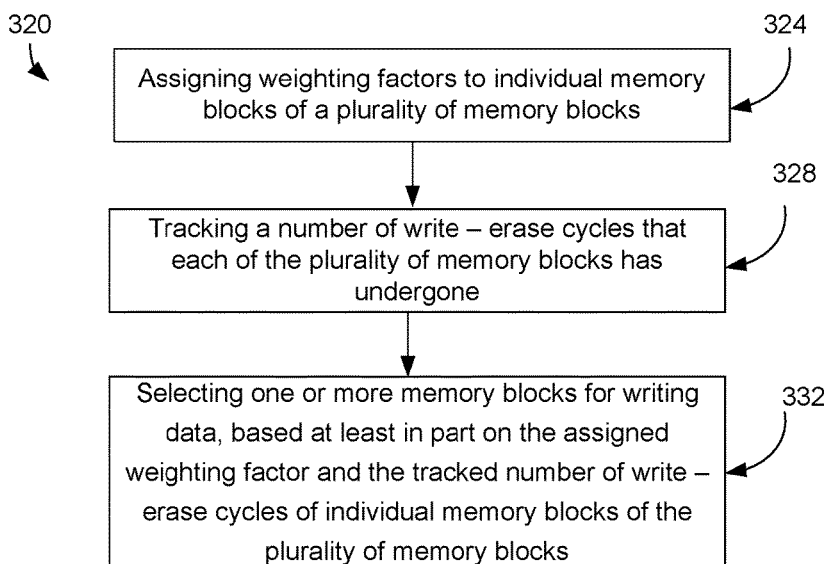 320
324
Assigning weighting factors to individual memory
blocks of a plurality of memory blocks
328
Tracking a number of write – erase cycles that
each of the plurality of memory blocks has
undergone
332
Selecting one or more memory blocks for writing
data, based at least in part on the assigned
weighting factor and the tracked number of write –
erase cycles of individual memory blocks of the
plurality of memory blocks